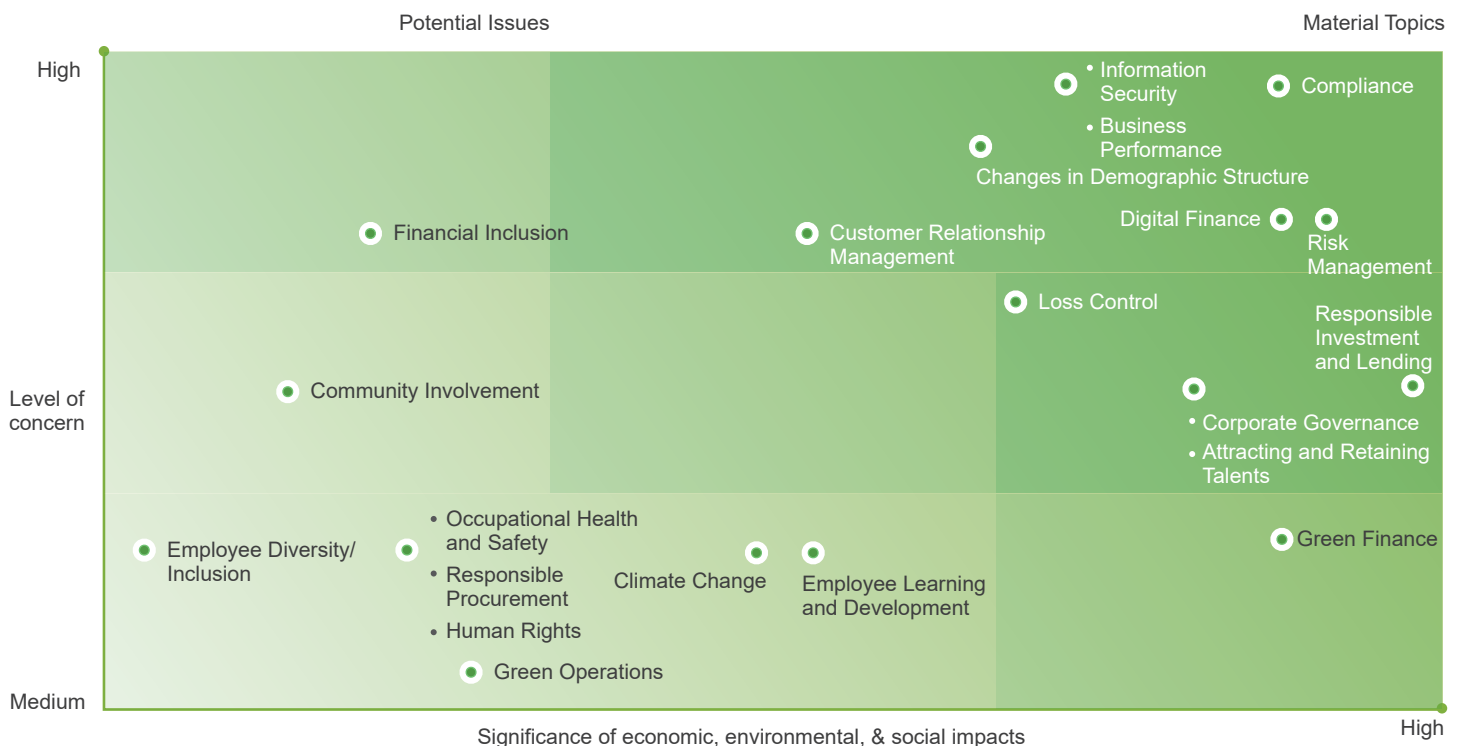 Potential Issues
Material Topics
High
• Information
Security
• Business
Performance
Compliance
Changes in Demographic Structure
Financial Inclusion
Customer Relationship
Management
Digital Finance
Risk
Management
Loss Control
Responsible
Investment
and Lending
Level of
concern
Community Involvement
• Corporate Governance
• Attracting and Retaining
Talents
Employee Diversity/
Inclusion
• Occupational Health
and Safety
• Responsible
Procurement
• Human Rights
Climate Change
Employee Learning
and Development
Green Finance
Green Operations
Medium
High
Significance of economic, environmental, & social impacts